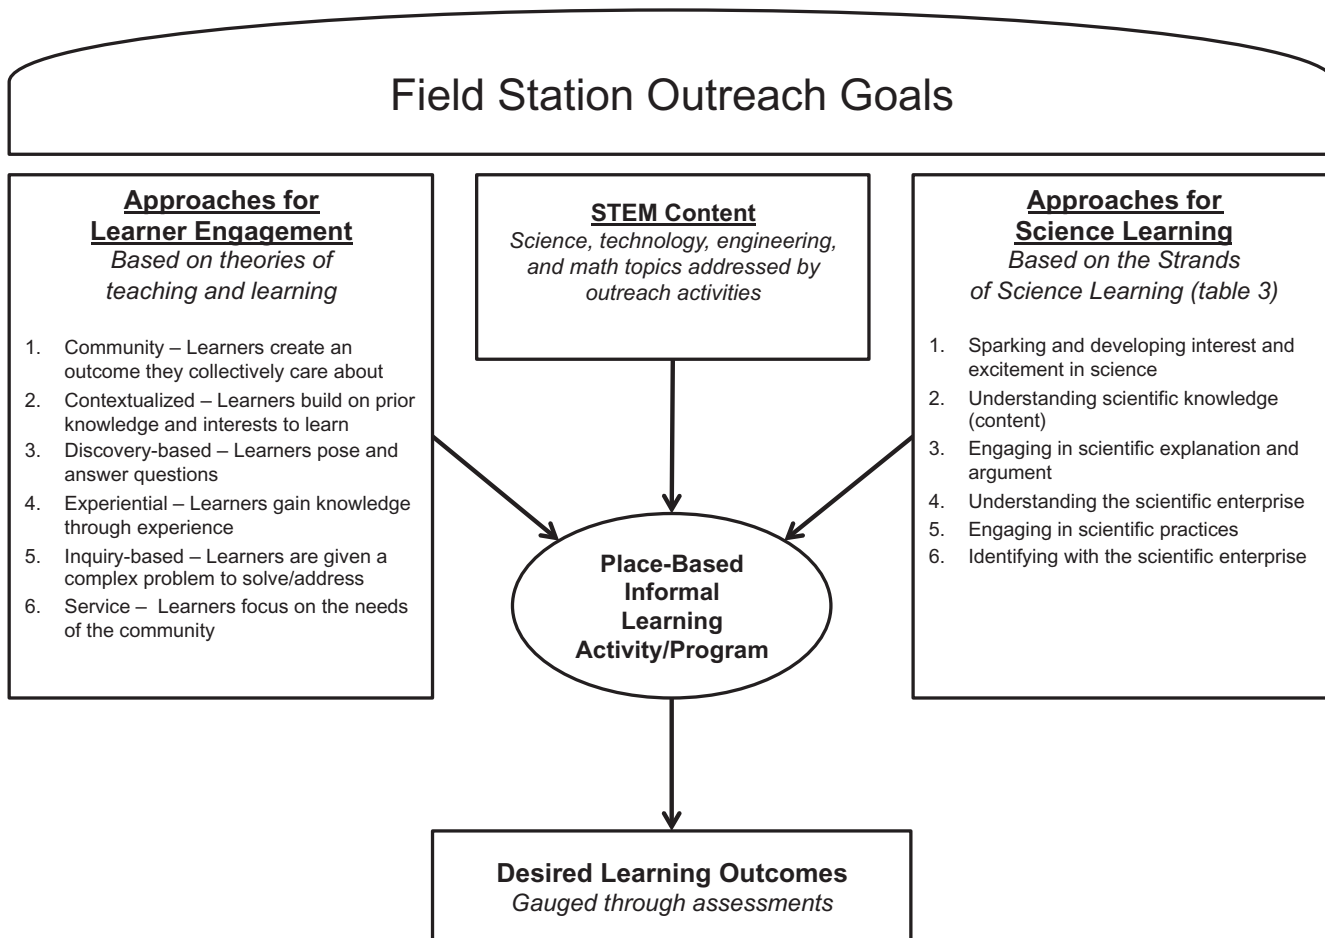 Field Station Outreach Goals
Approaches for
Learner Engagement
Based on theories of
teaching and learning
1. Community – Learners create an
outcome they collectively care about
2. Contextualized – Learners build on prior
knowledge and interests to learn
3. Discovery-based – Learners pose and
answer questions
4. Experiential – Learners gain knowledge
through experience
5. Inquiry-based – Learners are given a
complex problem to solve/address
6. Service – Learners focus on the needs
of the community
STEM Content
Science, technology, engineering,
and math topics addressed by
outreach activities
Approaches for
Science Learning
Based on the Strands
of Science Learning (table 3)
1. Sparking and developing interest and
excitement in science
2. Understanding scientific knowledge
(content)
3. Engaging in scientific explanation and
argument
4. Understanding the scientific enterprise
5. Engaging in scientific practices
6. Identifying with the scientific enterprise
Place-Based
Informal
Learning
Activity/Program
Desired Learning Outcomes
Gauged through assessments